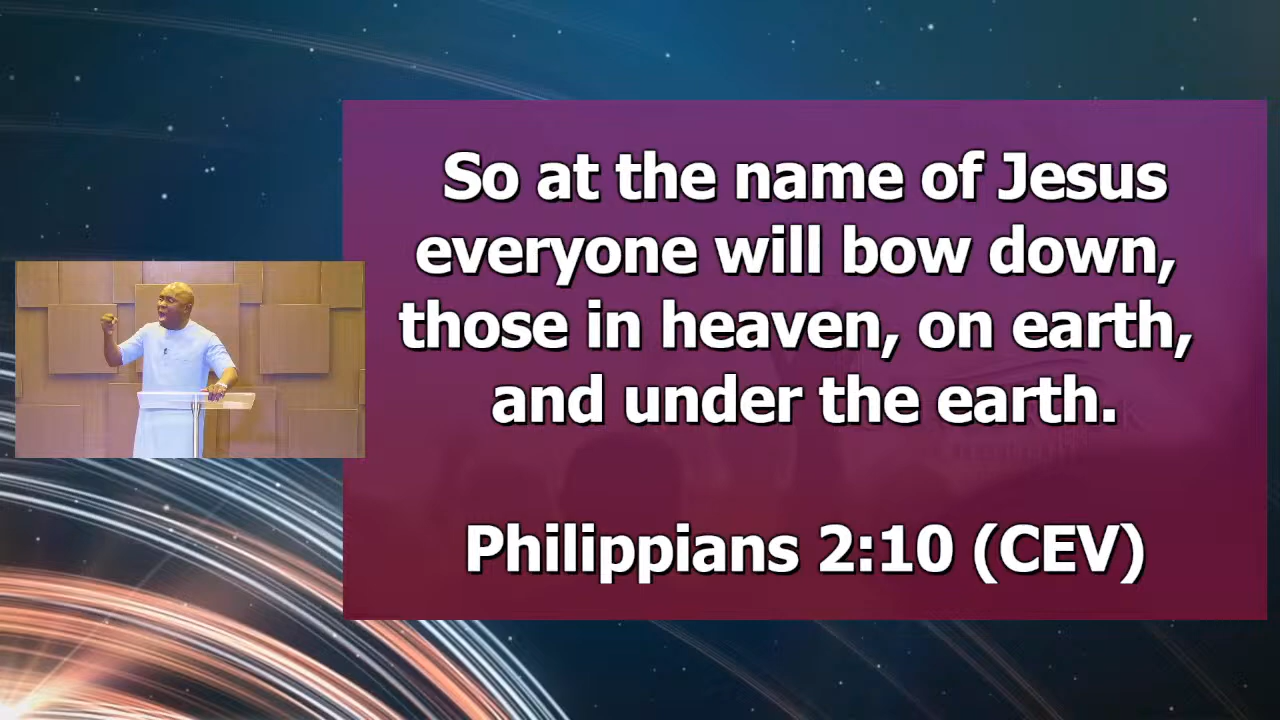 So at the name of Jesus
everyone will bow down,
those in heaven, on earth,
and under the earth.
Philippians 2:10 (CEV)